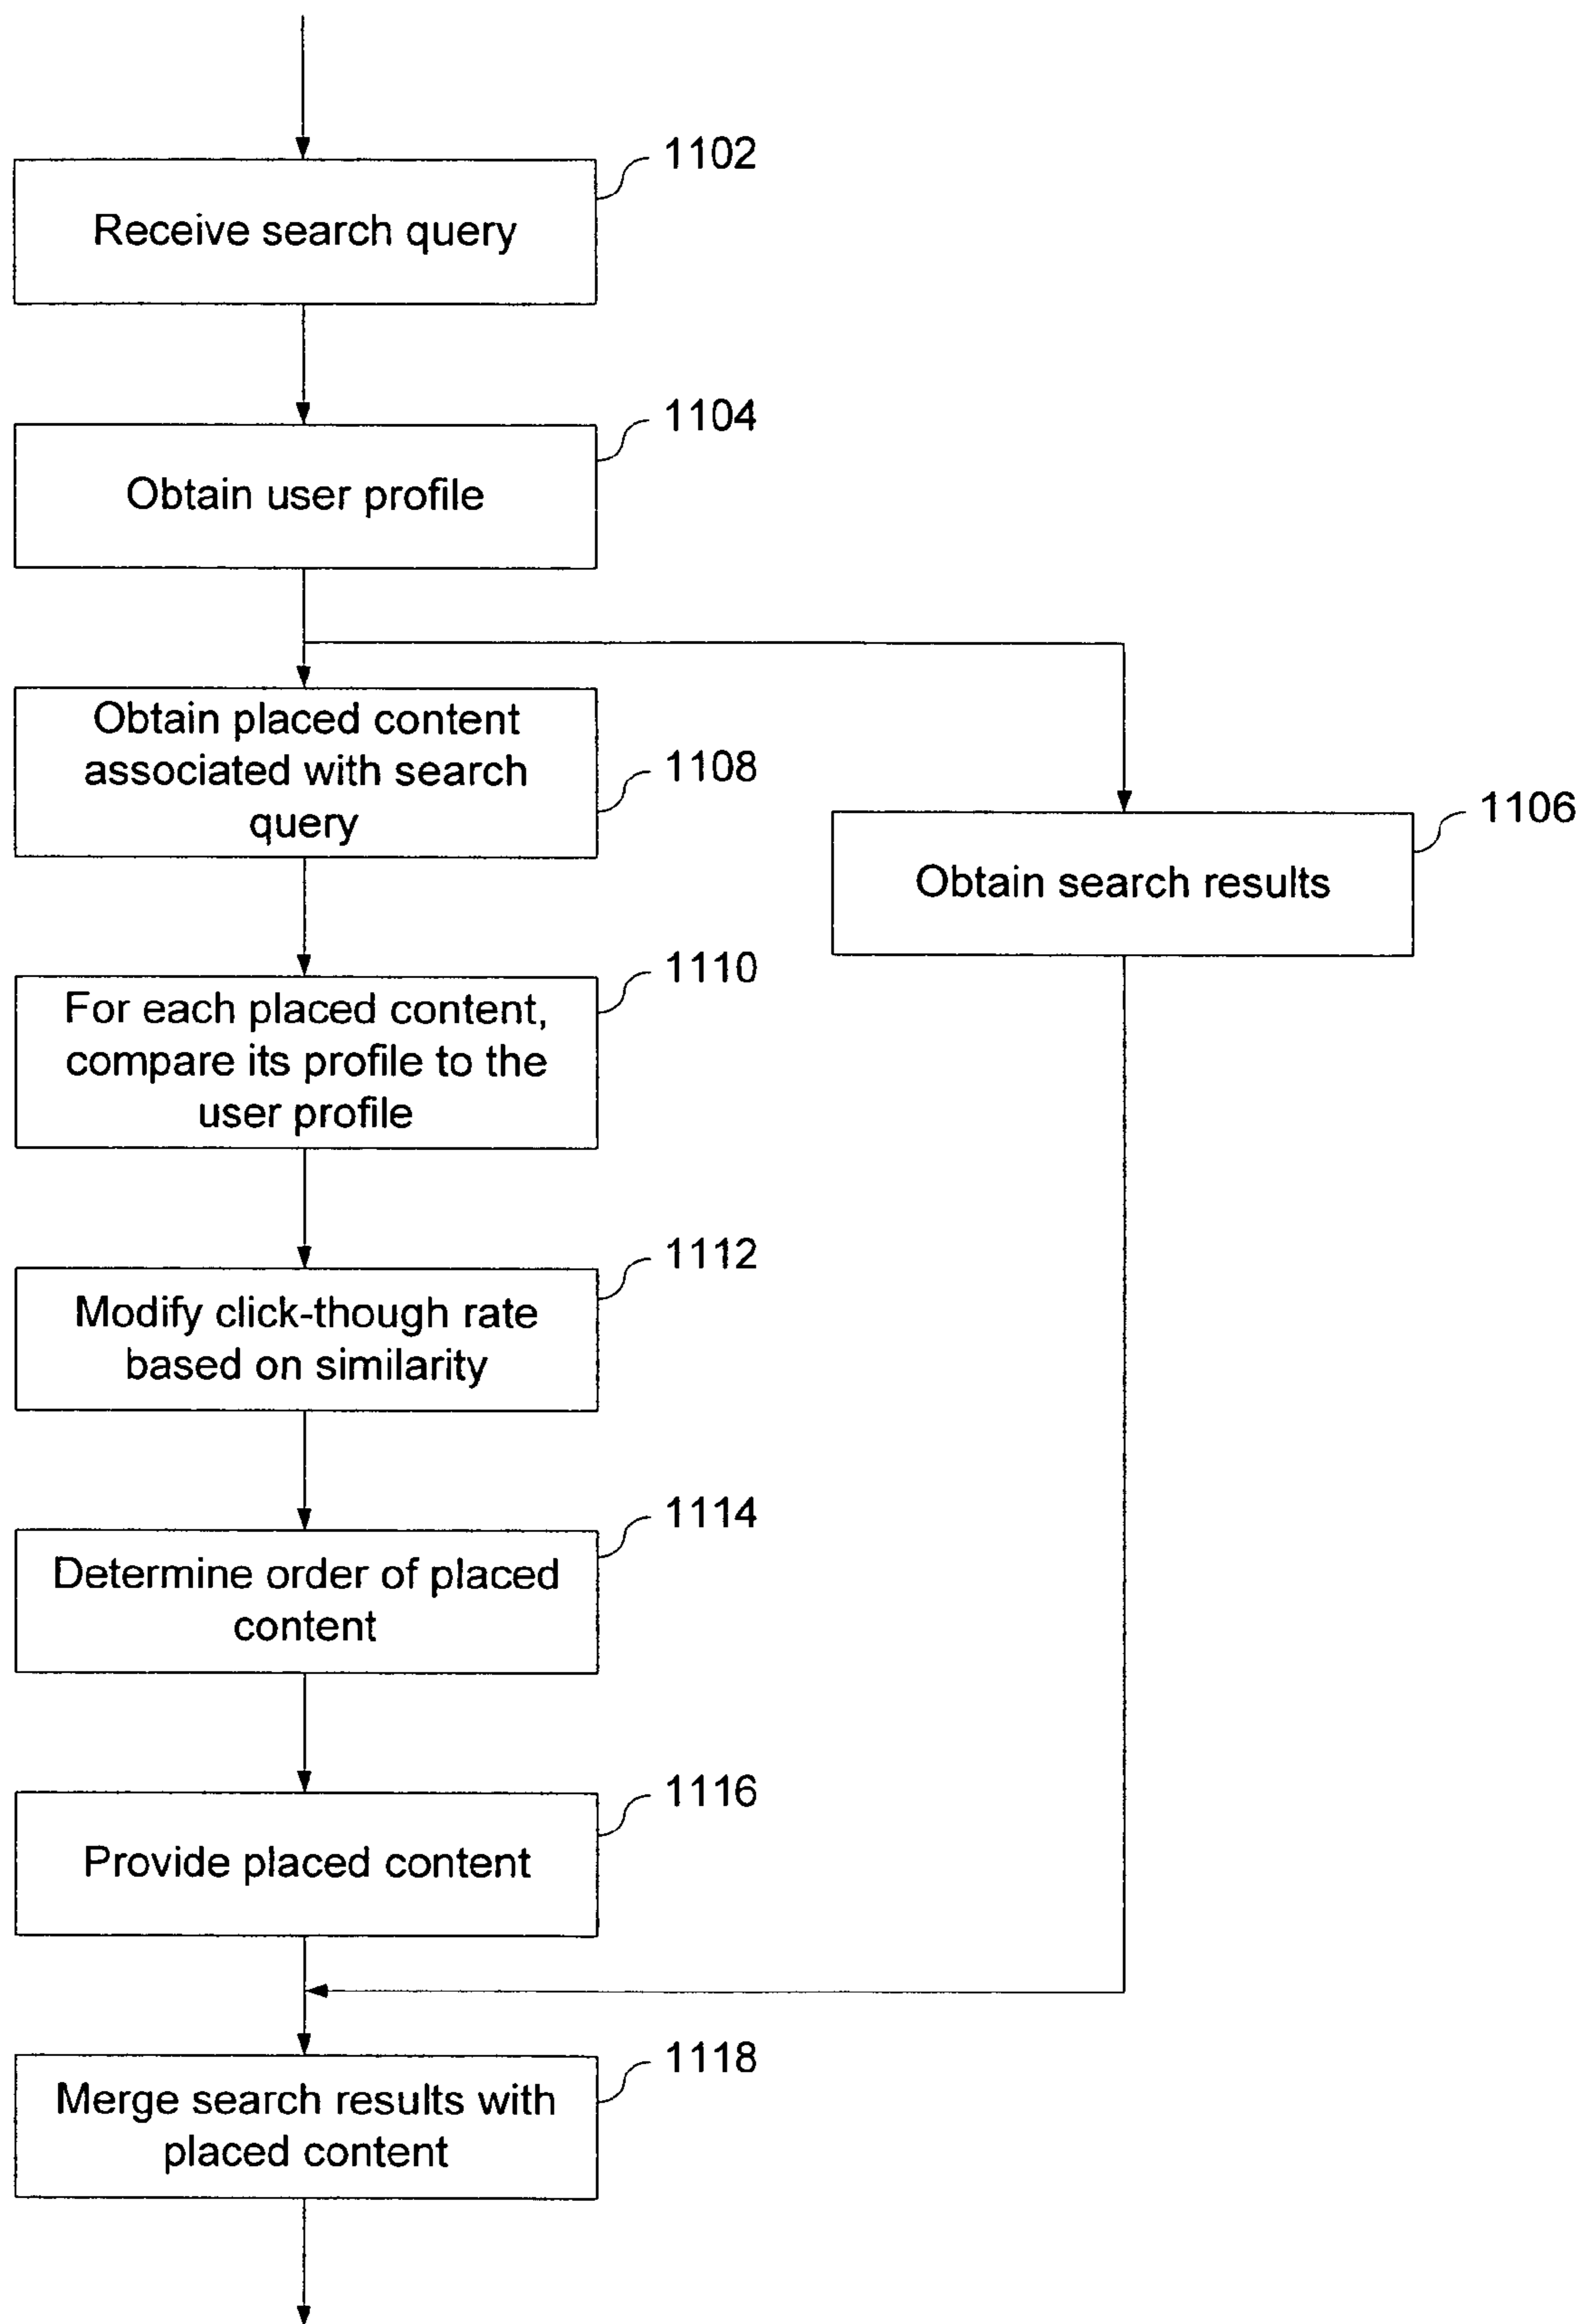 1102
Receive search query
1104
Obtain user profile
Obtain placed content
associated with search
query
1108
1106
Obtain search results
1110
For each placed content,
compare its profile to the
user profile
1112
Modify click-though rate
based on similarity
1114
Determine order of placed
content
1116
Provide placed content
1118
Merge search results with
placed content